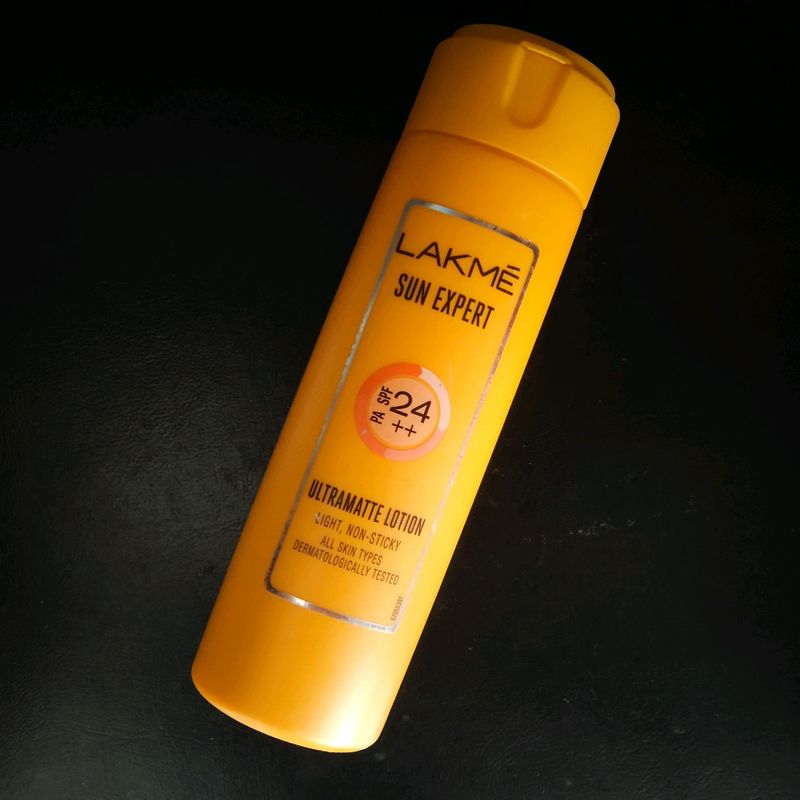 LAKMÉ
SUN EXPERT
SPF 24
PA ++
ULTRAMATTE LOTION
LIGHT, NON-STICKY
ALL SKIN TYPES
DERMATOLOGICALLY TESTED